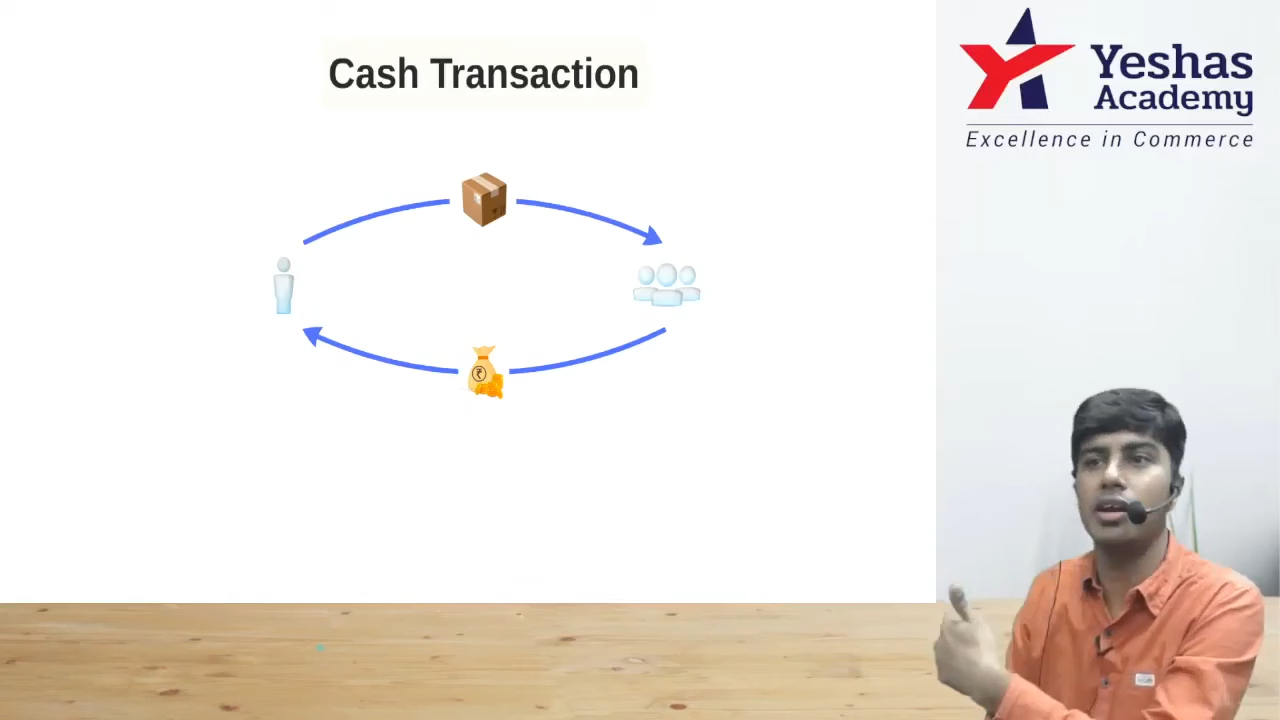 Cash Transaction
Yeshas
Academy
Excellence in Commerce
₹